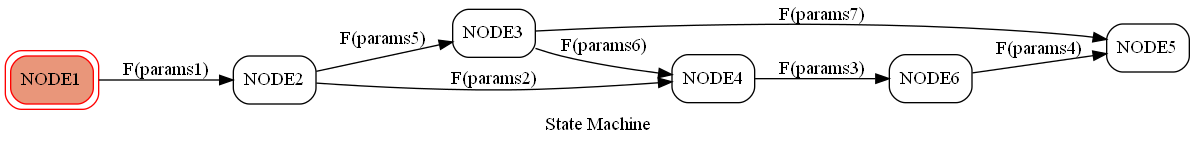 NODE1
F(params1)
NODE2
F(params5)
F(params2)
NODE3
F(params7)
F(params6)
NODE4
F(params3)
NODE6
F(params4)
NODE5
State Machine